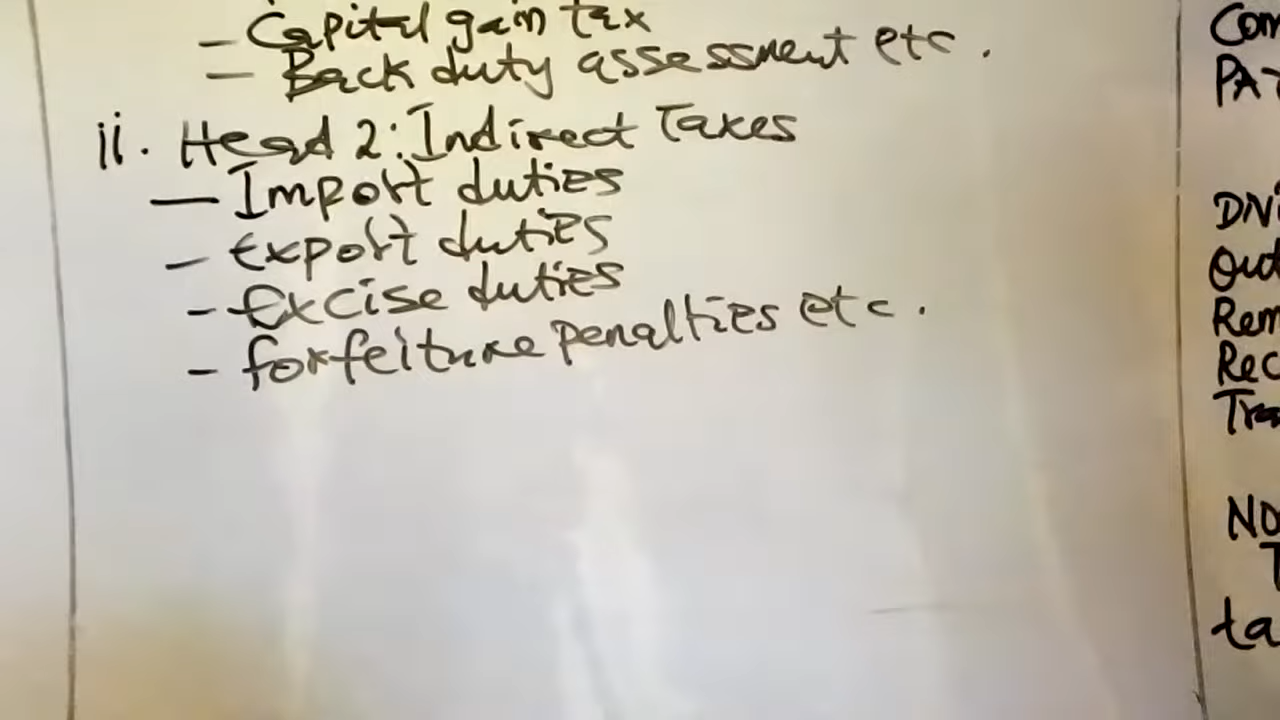 - Capital gain tax
- Back duty assessment etc.
ii. Head 2: Indirect Taxes
- Import duties
- Export duties
- Excise duties
- forfeiture penalties etc.